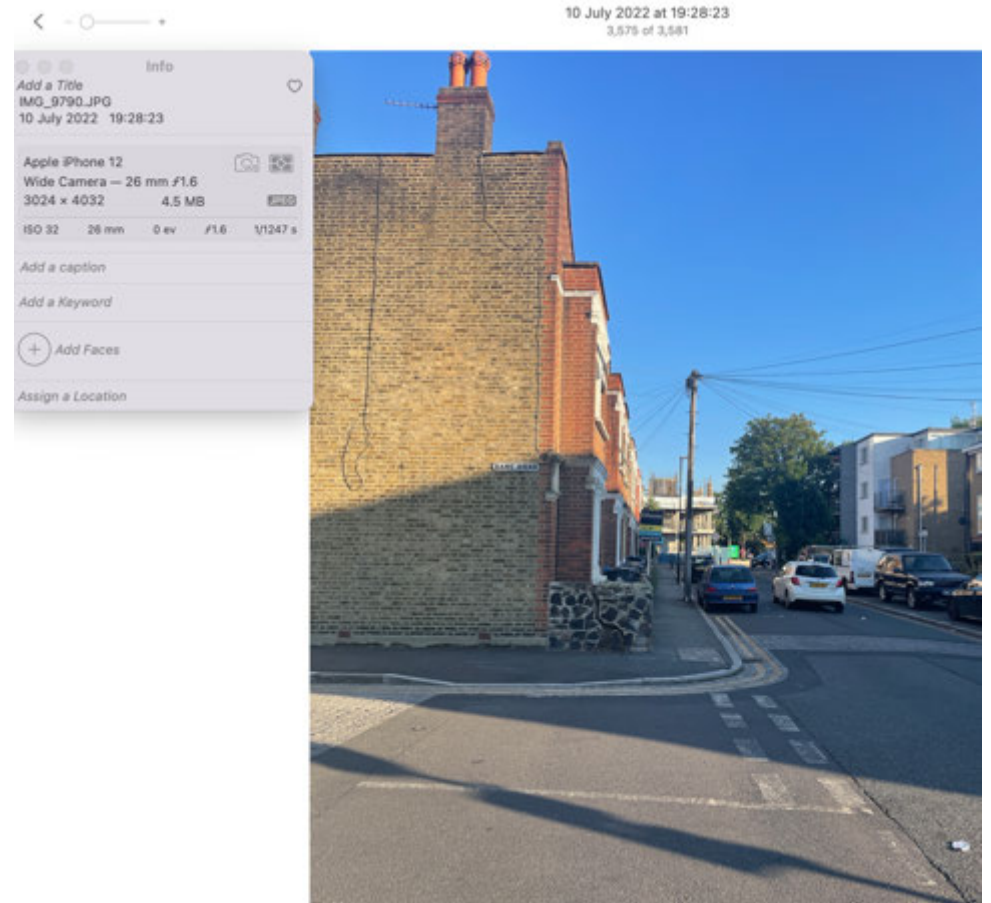 10 July 2022 at 19:28:23
3,575 of 3,581
Info
Add a Title
IMG_9790.JPG
10 July 2022 19:28:23
Apple iPhone 12
Wide Camera — 26 mm ƒ1.6
3024 × 4032 4.5 MB JPEG
ISO 32 26 mm 0 ev ƒ1.6 1/1247 s
Add a caption
Add a Keyword
Add Faces
Assign a Location